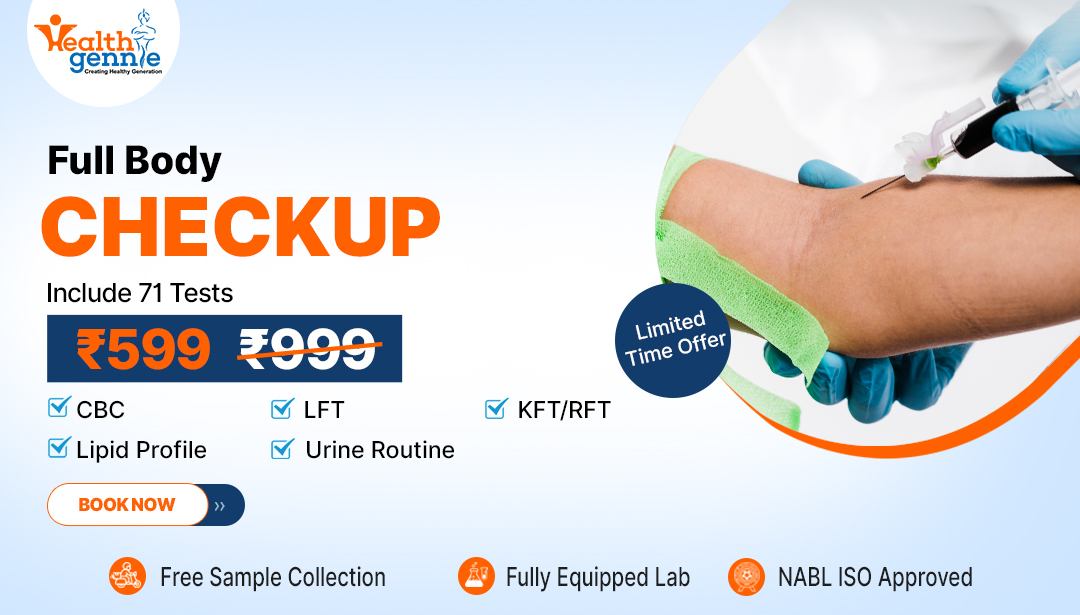 Health
gennie
Creating Healthy Generation
Full Body
CHECKUP
Include 71 Tests
₹599 ₹999
CBC
LFT
KFT/RFT
Lipid Profile
Urine Routine
BOOK NOW »
Limited
Time Offer
Free Sample Collection
Fully Equipped Lab
NABL ISO Approved